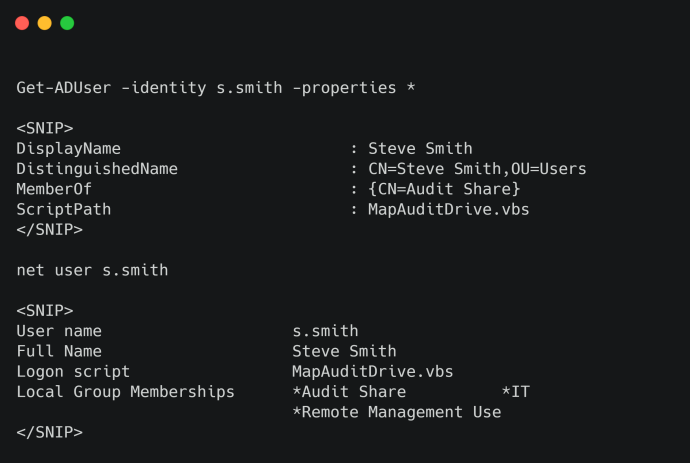 Get-ADUser -identity s.smith -properties *
<SNIP>
DisplayName : Steve Smith
DistinguishedName : CN=Steve Smith,OU=Users
MemberOf : {CN=Audit Share}
ScriptPath : MapAuditDrive.vbs
</SNIP>
net user s.smith
<SNIP>
User name s.smith
Full Name Steve Smith
Logon script MapAuditDrive.vbs
Local Group Memberships *Audit Share *IT
*Remote Management Use
</SNIP>